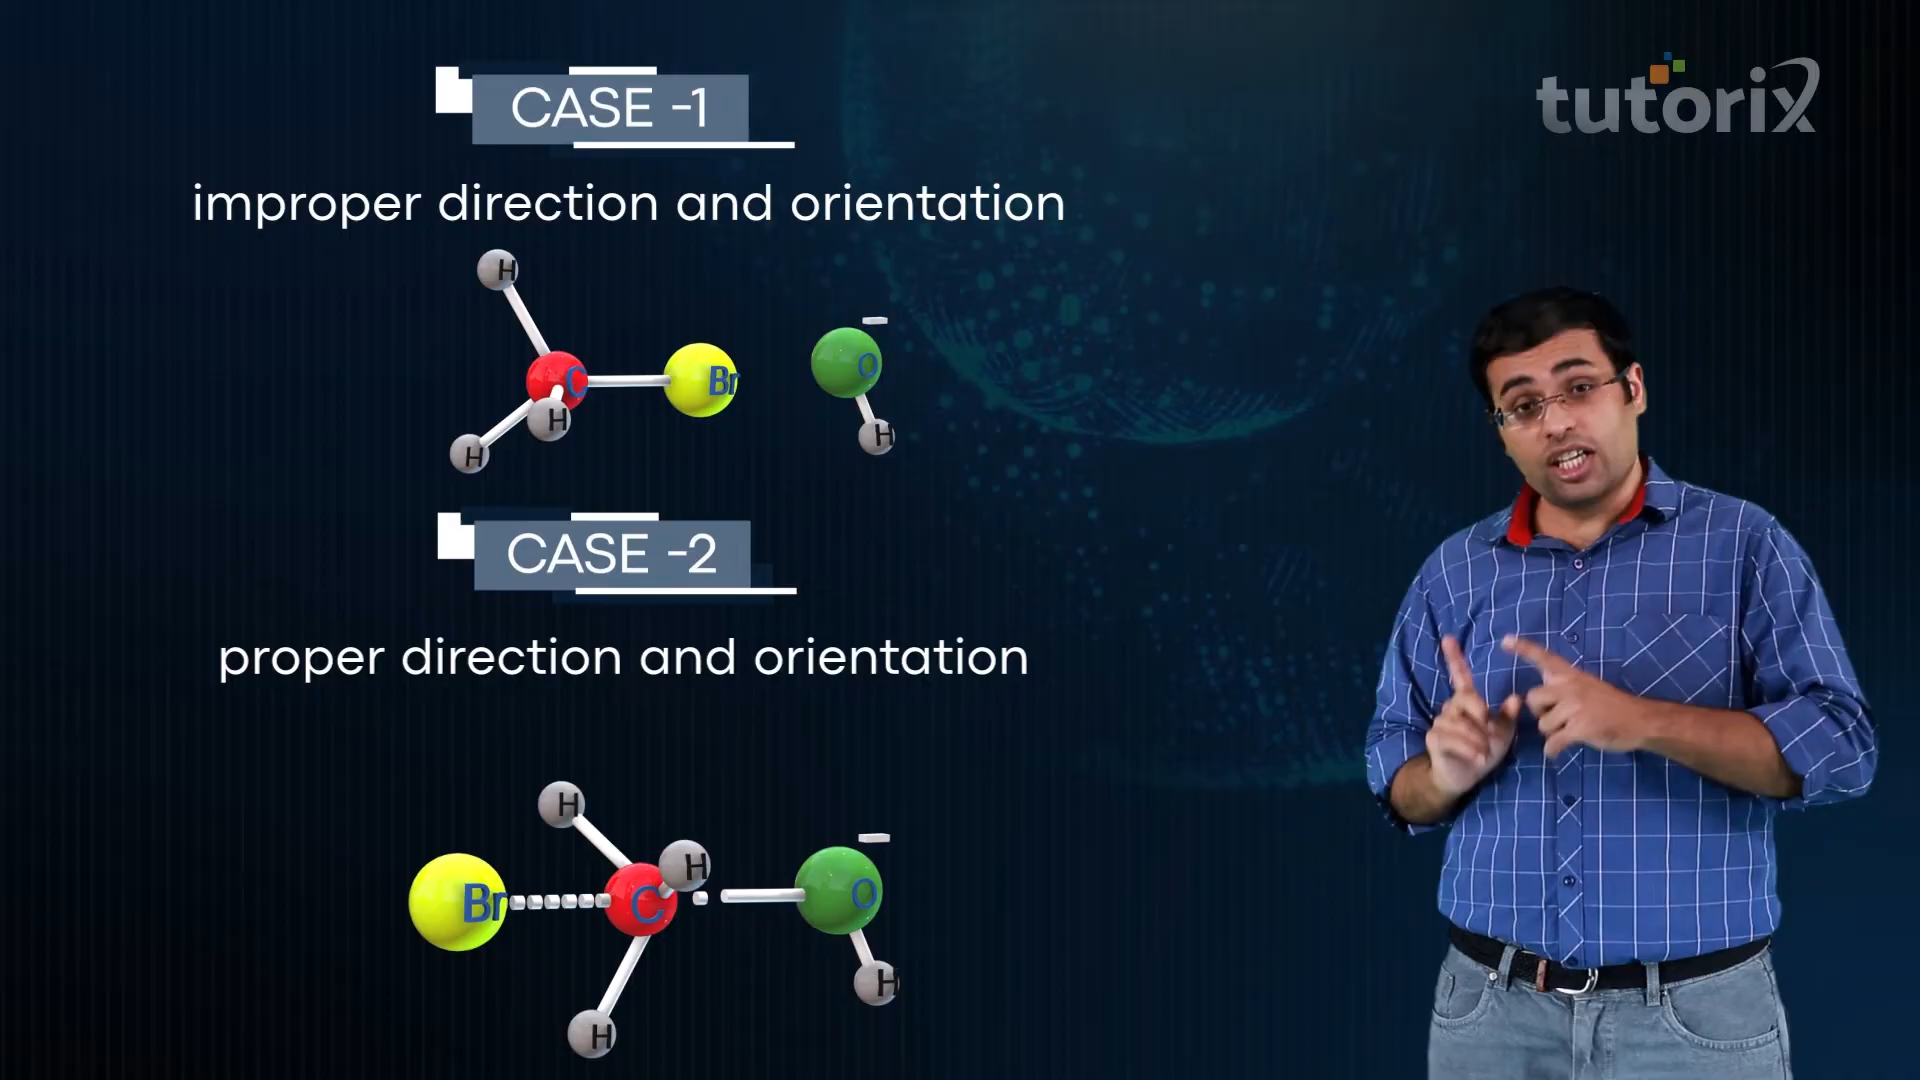 tutorix
CASE -1
improper direction and orientation
H
C
Br
H
H
O
H
CASE -2
proper direction and orientation
H
H
Br
C
O
H
H